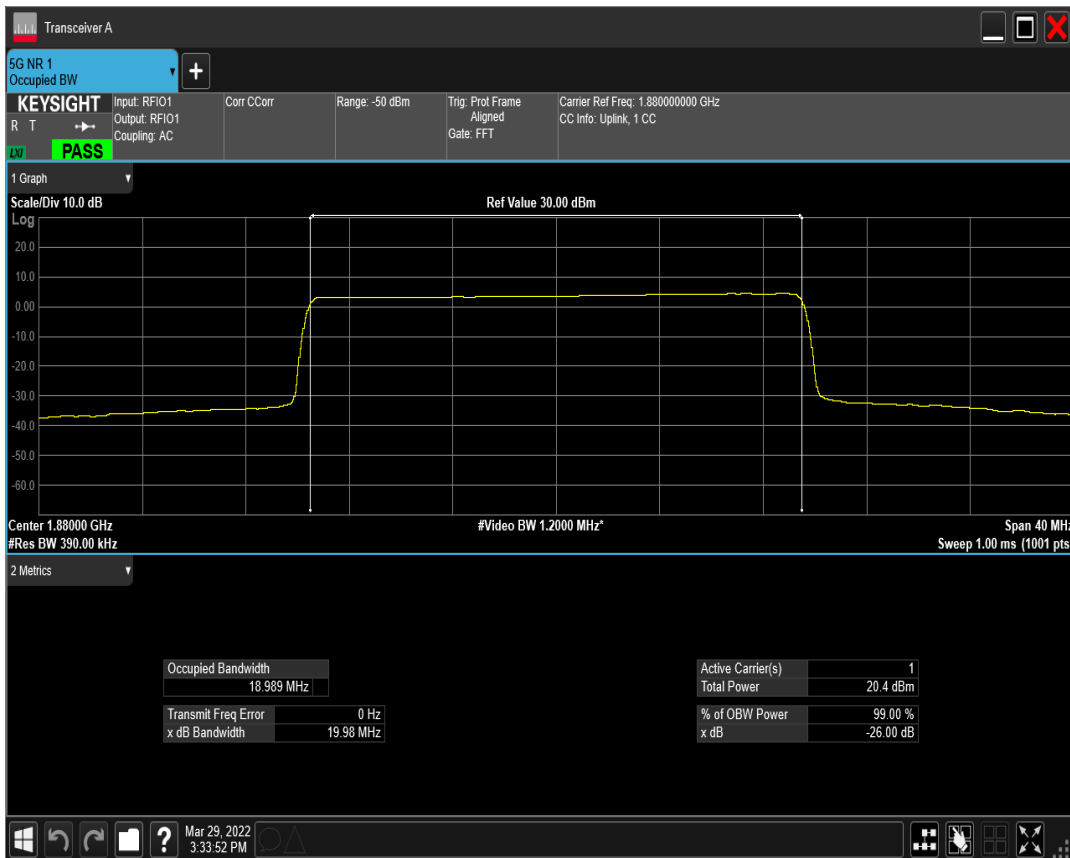 Transceiver A
5G NR 1
Occupied BW
KEYSIGHT
R T
LXI
PASS
Input: RFIO1
Output: RFIO1
Coupling: AC
Corr CCorr
Range: -50 dBm
Trig: Prot Frame
Aligned
Gate: FFT
Carrier Ref Freq: 1.880000000 GHz
CC Info: Uplink, 1 CC
1 Graph
Scale/Div 10.0 dB
Ref Value 30.00 dBm
Log
20.0
10.0
0.00
-10.0
-20.0
-30.0
-40.0
-50.0
-60.0
Center 1.88000 GHz
#Video BW 1.2000 MHz*
Span 40 MHz
#Res BW 390.00 kHz
Sweep 1.00 ms (1001 pts
2 Metrics
Occupied Bandwidth
18.989 MHz
Transmit Freq Error 0 Hz
x dB Bandwidth 19.98 MHz
Active Carrier(s) 1
Total Power 20.4 dBm
% of OBW Power 99.00 %
x dB -26.00 dB
?
Mar 29, 2022
3:33:52 PM